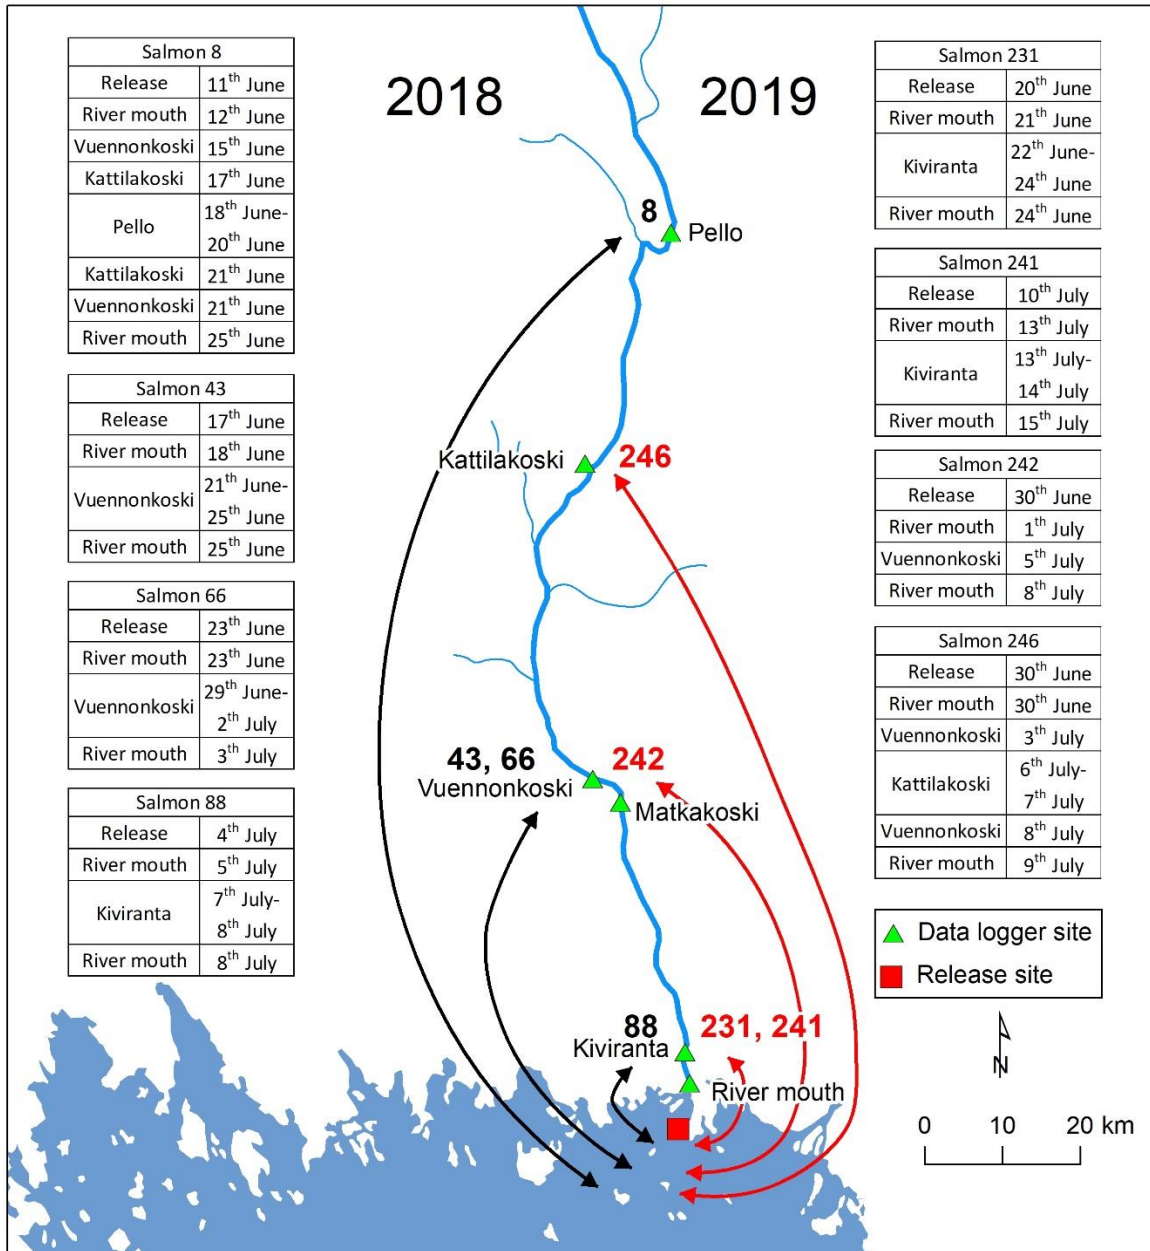 2018
2019
Salmon 8
Release 11th June
River mouth 12th June
Vuennonkoski 15th June
Kattilakoski 17th June
Pello 18th June-
20th June
Kattilakoski 21th June
Vuennonkoski 21th June
River mouth 25th June
Salmon 43
Release 17th June
River mouth 18th June
Vuennonkoski 21th June-
25th June
River mouth 25th June
Salmon 66
Release 23th June
River mouth 23th June
Vuennonkoski 29th June-
2th July
River mouth 3th July
Salmon 88
Release 4th July
River mouth 5th July
Kiviranta 7th July-
8th July
River mouth 8th July
8
Pello
Kattilakoski 246
43, 66 242
Vuennonkoski
Matkakoski
88 231, 241
Kiviranta
River mouth
Salmon 231
Release 20th June
River mouth 21th June
Kiviranta 22th June-
24th June
River mouth 24th June
Salmon 241
Release 10th July
River mouth 13th July
Kiviranta 13th July-
14th July
River mouth 15th July
Salmon 242
Release 30th June
River mouth 1th July
Vuennonkoski 5th July
River mouth 8th July
Salmon 246
Release 30th June
River mouth 30th June
Vuennonkoski 3th July
Kattilakoski 6th July-
7th July
Vuennonkoski 8th July
River mouth 9th July
Data logger site
Release site
N
0 10 20 km